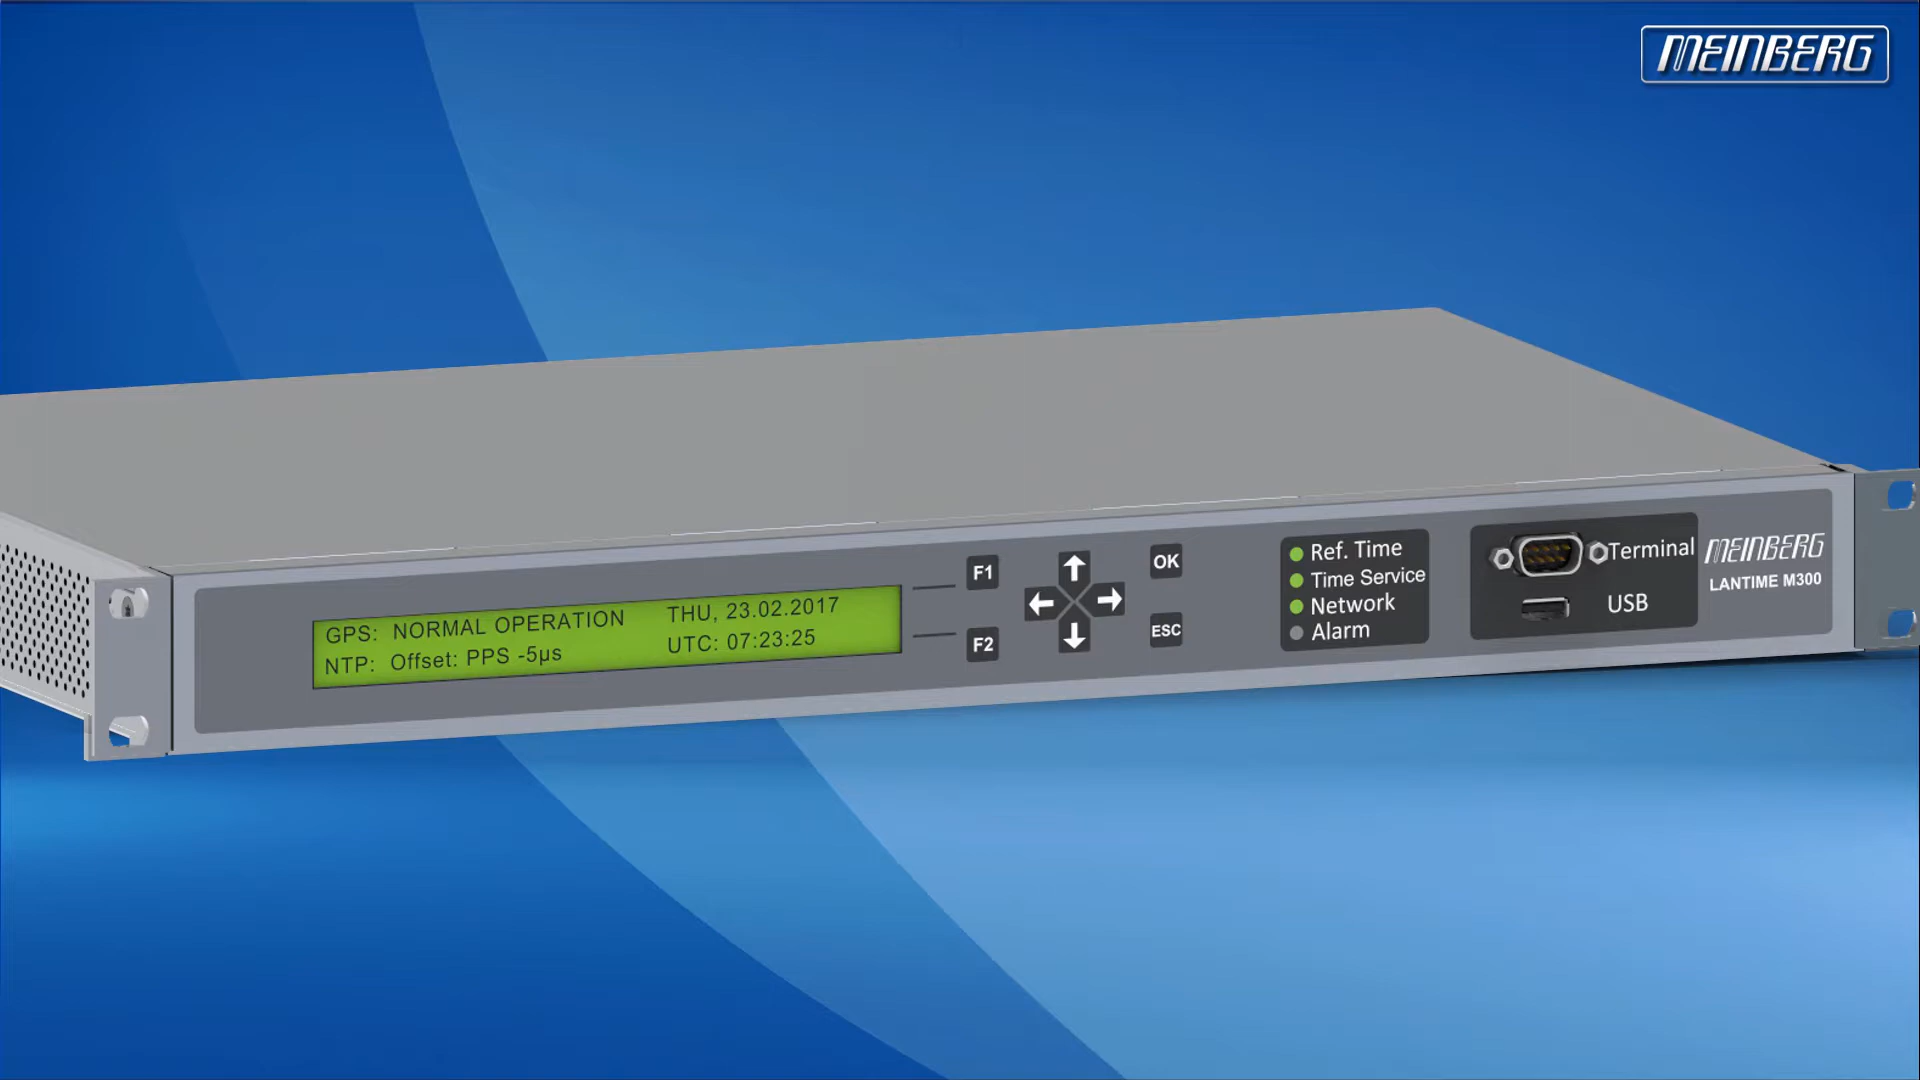 MEINBERG
GPS: NORMAL OPERATION THU, 23.02.2017
NTP: Offset: PPS -5µs UTC: 07:23:25
F1
F2
OK
ESC
Ref. Time
Time Service
Network
Alarm
Terminal
USB
MEINBERG
LANTIME M300